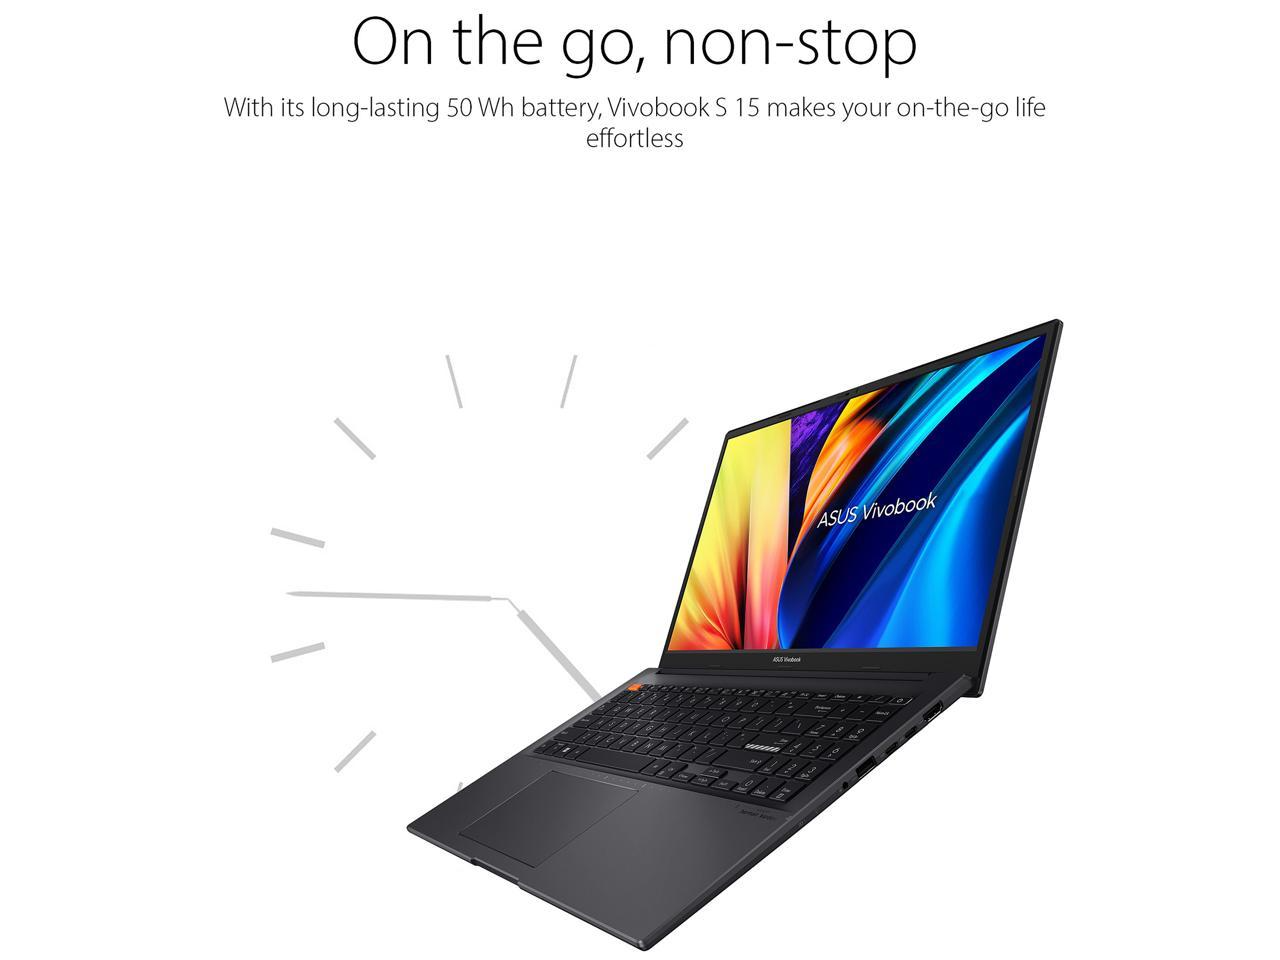 On the go, non-stop
With its long-lasting 50 Wh battery, Vivobook S 15 makes your on-the-go life
effortless
ASUS Vivobook
ASUS Vivobook